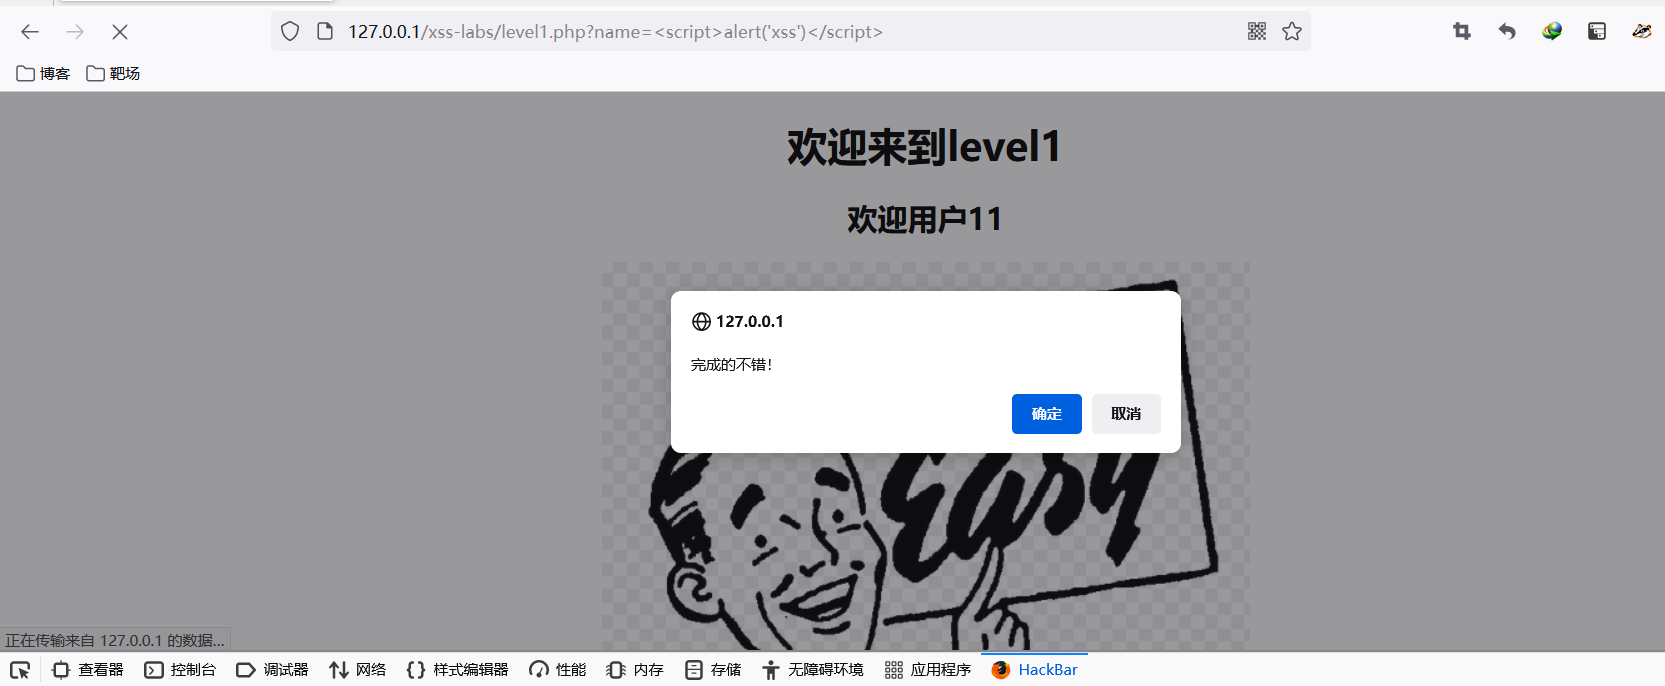 127.0.0.1/xss-labs/level1.php?name=<script>alert('xss')</script>
博客 靶场
欢迎来到level1
欢迎用户11
127.0.0.1
完成的不错！
确定 取消
Easy
正在传输来自 127.0.0.1 的数据...
查看器 控制台 调试器 网络 {} 样式编辑器 性能 内存 存储 无障碍环境 应用程序 HackBar